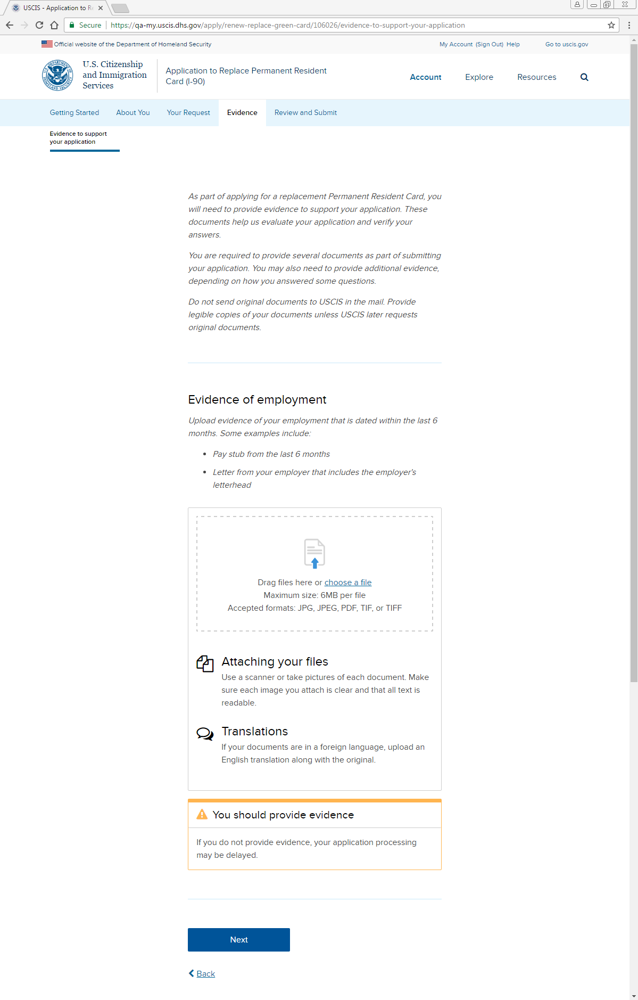 USCIS - Application to Re
Secure
https://qa-my.uscis.dhs.gov/apply/renew-replace-green-card/106026/evidence-to-support-your-application
Official website of the Department of Homeland Security
My Account (Sign Out) Help
Go to uscis.gov
U.S. Citizenship
and Immigration
Services
Application to Replace Permanent Resident
Card (I-90)
Account
Explore
Resources
Getting Started
About You
Your Request
Evidence
Review and Submit
Evidence to support
your application
As part of applying for a replacement Permanent Resident Card, you
will need to provide evidence to support your application. These
documents help us evaluate your application and verify your
answers.
You are required to provide several documents as part of submitting
your application. You may also need to provide additional evidence,
depending on how you answered some questions.
Do not send original documents to USCIS in the mail. Provide
legible copies of your documents unless USCIS later requests
original documents.
Evidence of employment
Upload evidence of your employment that is dated within the last 6
months. Some examples include:
• Pay stub from the last 6 months
• Letter from your employer that includes the employer's
letterhead
Drag files here or choose a file
Maximum size: 6MB per file
Accepted formats: JPG, JPEG, PDF, TIF, or TIFF
Attaching your files
Use a scanner or take pictures of each document. Make
sure each image you attach is clear and that all text is
readable.
Translations
If your documents are in a foreign language, upload an
English translation along with the original.
You should provide evidence
If you do not provide evidence, your application processing
may be delayed.
Next
Back